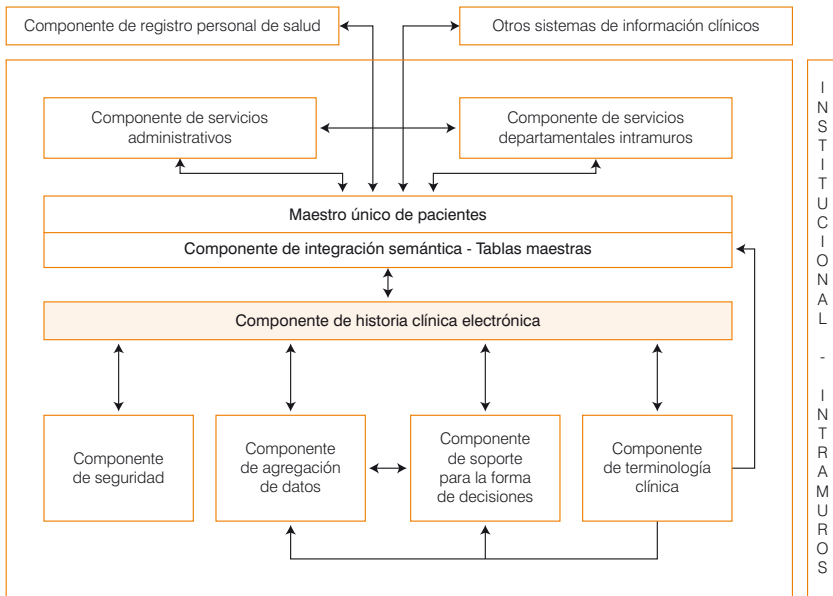 Componente de registro personal de salud
Otros sistemas de información clínicos
Componente de servicios
administrativos
Componente de servicios
departamentales intramuros
Maestro único de pacientes
Componente de integración semántica - Tablas maestras
Componente de historia clínica electrónica
Componente
de seguridad
Componente
de agregación
de datos
Componente
de soporte
para la forma
de decisiones
Componente
de terminología
clínica
INSTITUCIONAL - INTRAMUROS